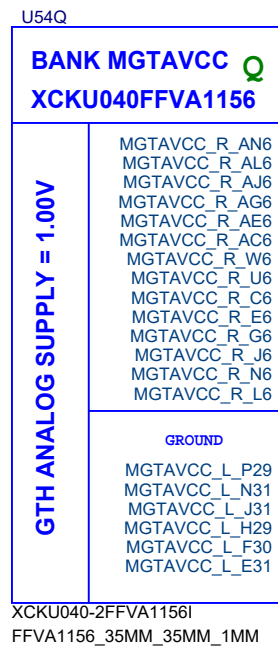 U54Q
BANK MGTAVCC Q
XCKU040FFVA1156
GTH ANALOG SUPPLY = 1.00V
MGTAVCC_R_AN6
MGTAVCC_R_AL6
MGTAVCC_R_AJ6
MGTAVCC_R_AG6
MGTAVCC_R_AE6
MGTAVCC_R_AC6
MGTAVCC_R_W6
MGTAVCC_R_U6
MGTAVCC_R_C6
MGTAVCC_R_E6
MGTAVCC_R_G6
MGTAVCC_R_J6
MGTAVCC_R_N6
MGTAVCC_R_L6
GROUND
MGTAVCC_L_P29
MGTAVCC_L_N31
MGTAVCC_L_J31
MGTAVCC_L_H29
MGTAVCC_L_F30
MGTAVCC_L_E31
XCKU040-2FFVA1156I
FFVA1156_35MM_35MM_1MM